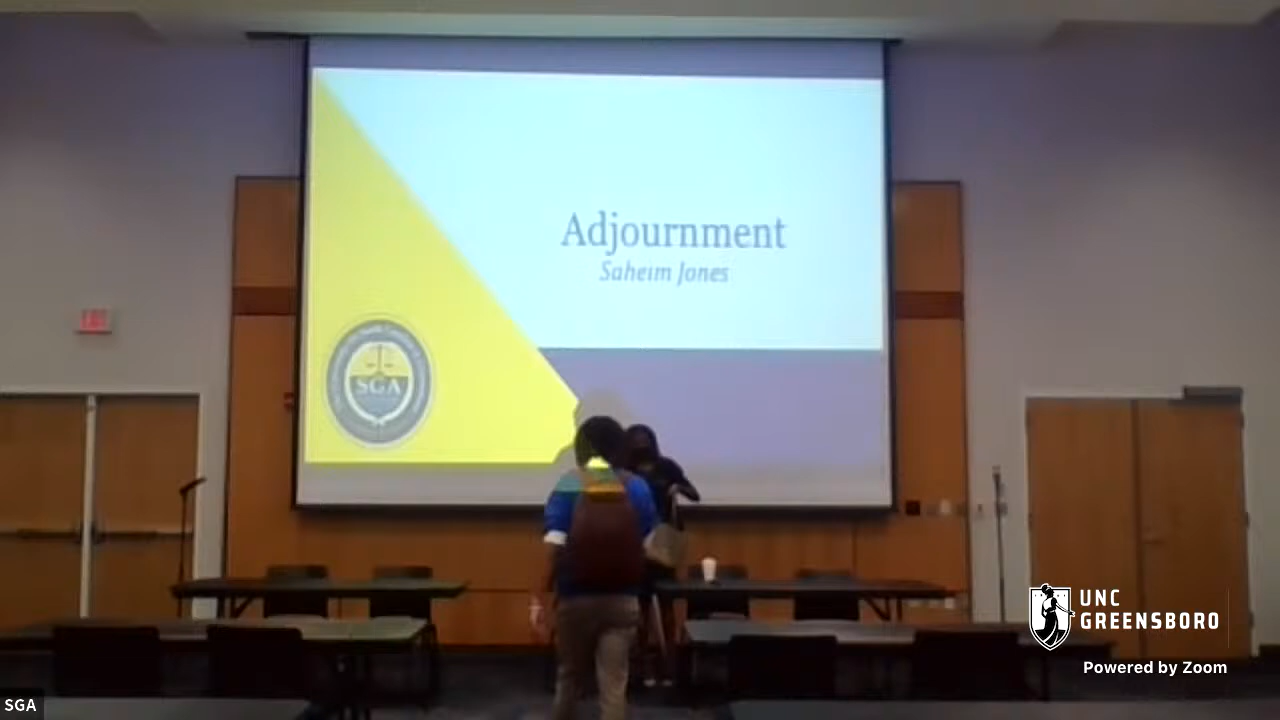 Adjournment
Saheim Jones
SGA
UNC
GREENSBORO
Powered by Zoom
SGA